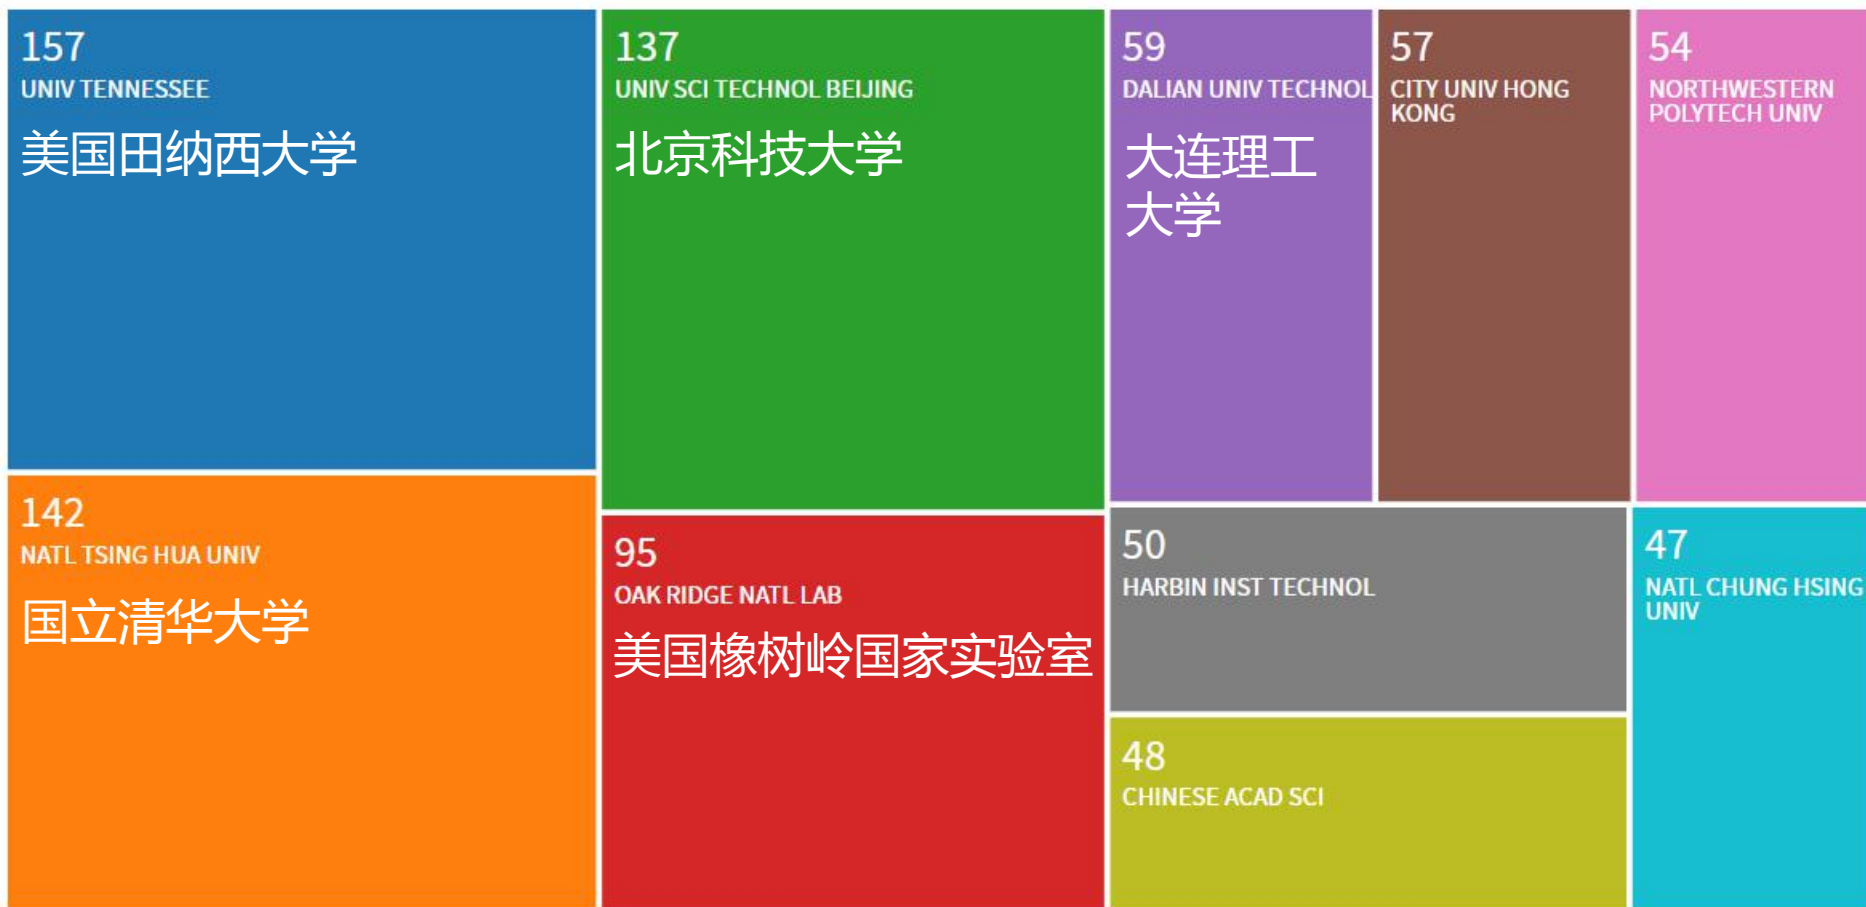 157
UNIV TENNESSEE
美国田纳西大学
142
NATL TSING HUA UNIV
国立清华大学
137
UNIV SCI TECHNOL BEIJING
北京科技大学
95
OAK RIDGE NATL LAB
美国橡树岭国家实验室
59
DALIAN UNIV TECHNOL
大连理工
大学
57
CITY UNIV HONG
KONG
54
NORTHWESTERN
POLYTECH UNIV
50
HARBIN INST TECHNOL
48
CHINESE ACAD SCI
47
NATL CHUNG HSING
UNIV